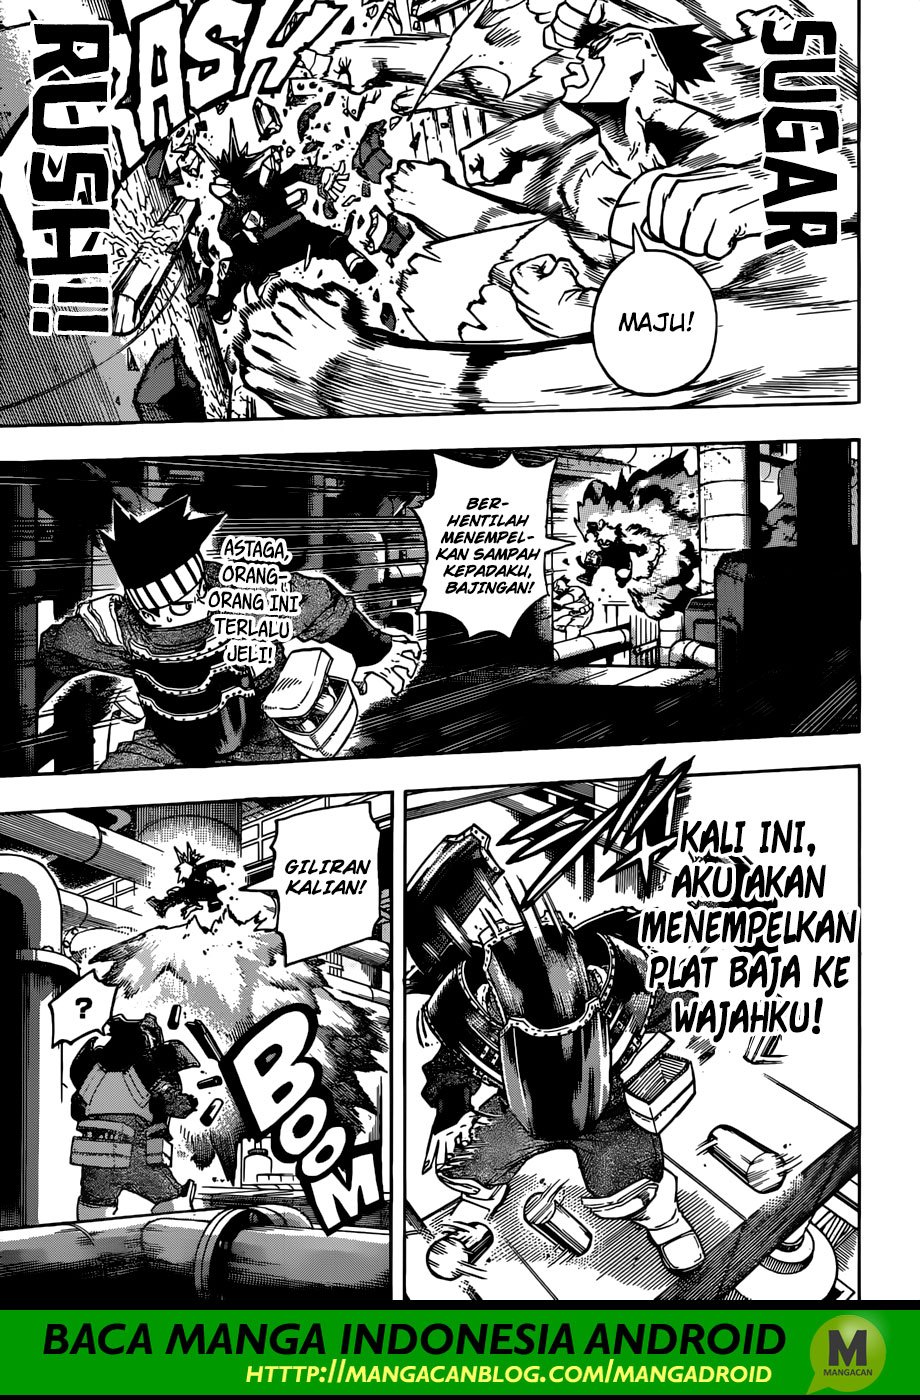 SUGAR
RUSH!!
MAJU!
BER-
HENTILAH
MENEMPEL-
KAN SAMPAH
KEPADAKU,
BAJINGAN!
ASTAGA,
ORANG-
ORANG INI
TERLALU
JELI!
KALI INI,
AKU AKAN
MENEMPELKAN
PLAT BAJA KE
WAJAHKU!
GILIRAN
KALIAN!
?
BOOM
BACA MANGA INDONESIA ANDROID
HTTTP://MANGACANBLOG.COM/MANGADROID
M
MANGACAN